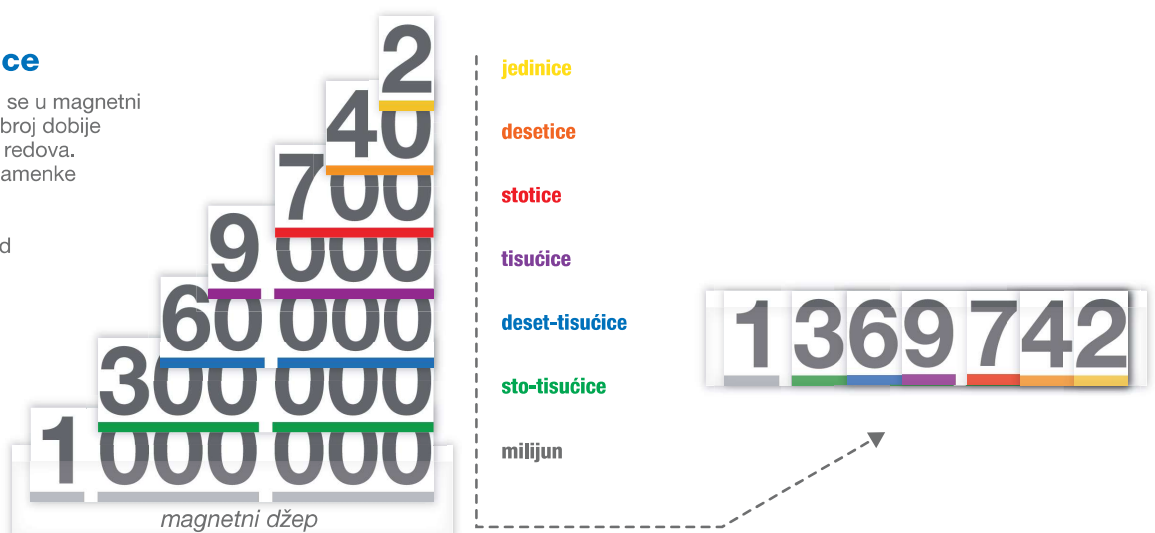 ce
se u magnetni
broj dobije
redova.
amenke
d
2
40
700
9 000
60 000
300 000
1 000 000
magnetni džep
jedinice
desetice
stotice
tisućice
deset-tisućice
sto-tisućice
milijun
1 369 742